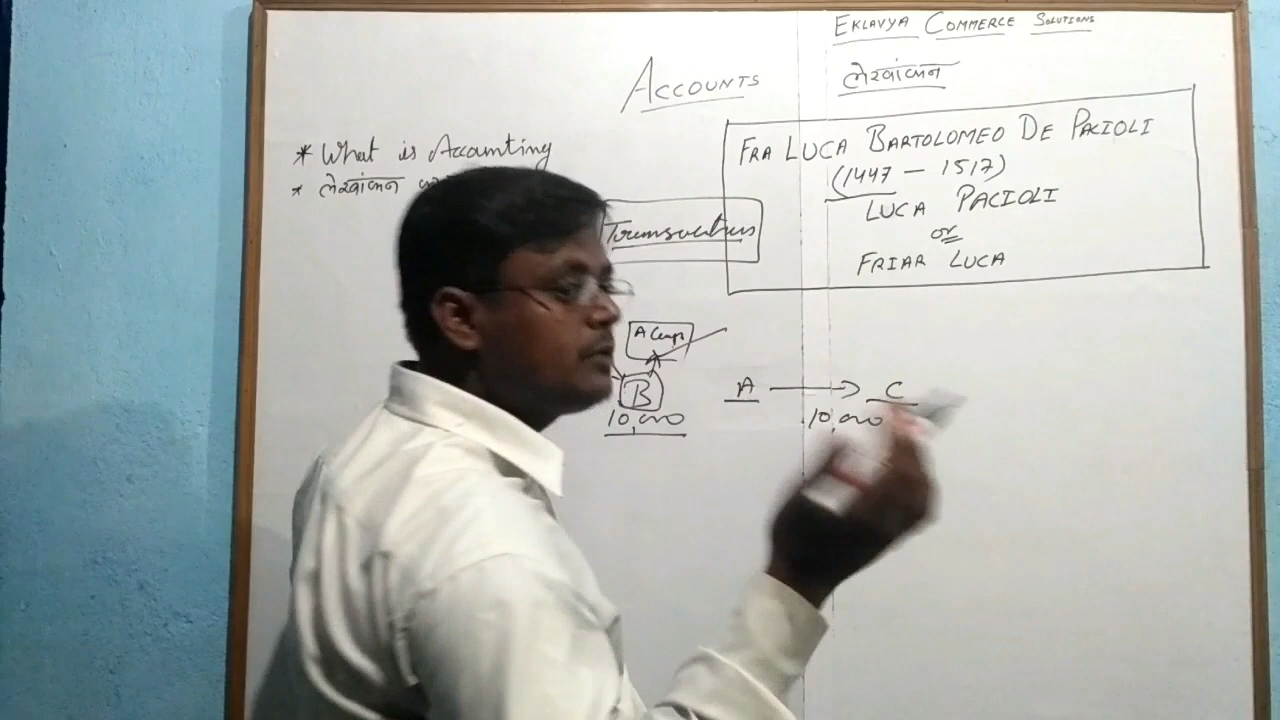 EKLAVYA COMMERCE SOLUTIONS
ACCOUNTS
लेखांकन
* What is Accounting
* लेखांकन
FRA LUCA BARTOLOMEO DE PACIOLI
(1447 – 1517)
LUCA PACIOLI
or
FRIAR LUCA
A
B
10,000
A → C
10,000